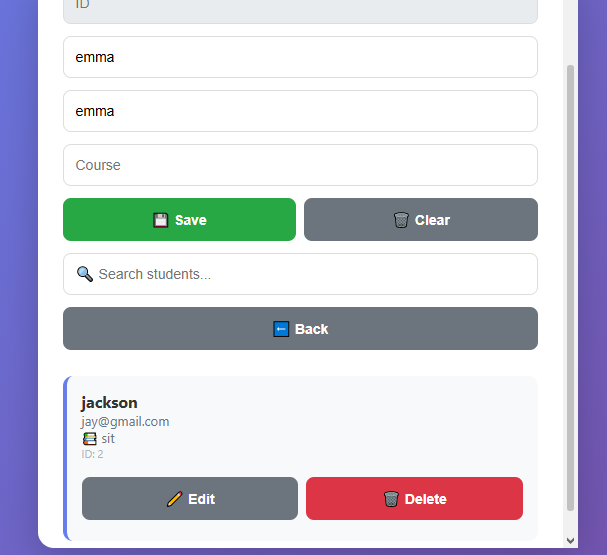 ID
emma
emma
Course
💾 Save
🗑️ Clear
🔍 Search students...
⬅️ Back
jackson
jay@gmail.com
📚 sit
ID: 2
✏️ Edit
🗑️ Delete